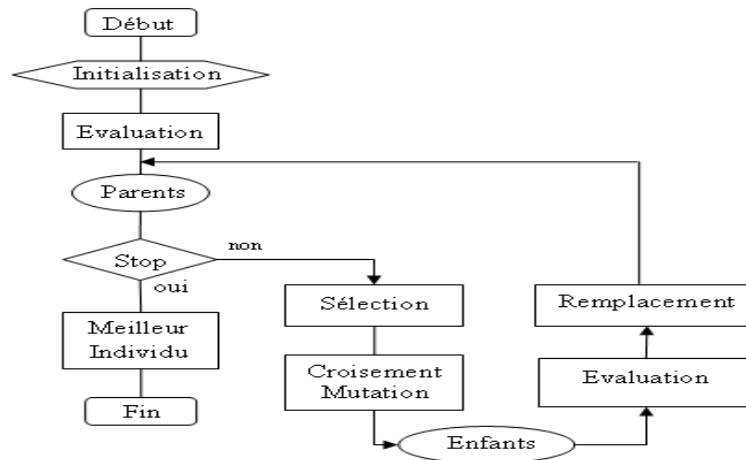 Début
Initialisation
Evaluation
Parents
Stop
non
oui
Meilleur
Individu
Fin
Sélection
Croisement
Mutation
Enfants
Evaluation
Remplacement